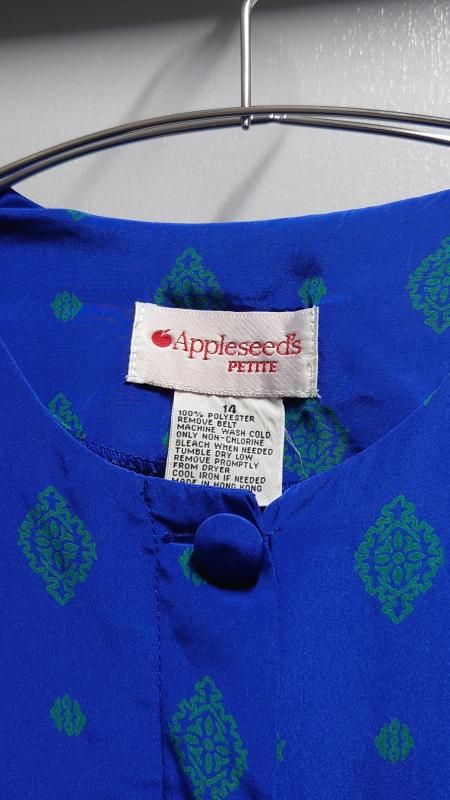 Appleseed's
PETITE
14
100% POLYESTER
REMOVE BELT
MACHINE WASH COLD
ONLY NON-CHLORINE
BLEACH WHEN NEEDED
TUMBLE DRY LOW
REMOVE PROMPTLY
FROM DRYER
COOL IRON IF NEEDED
MADE IN HONG KONG